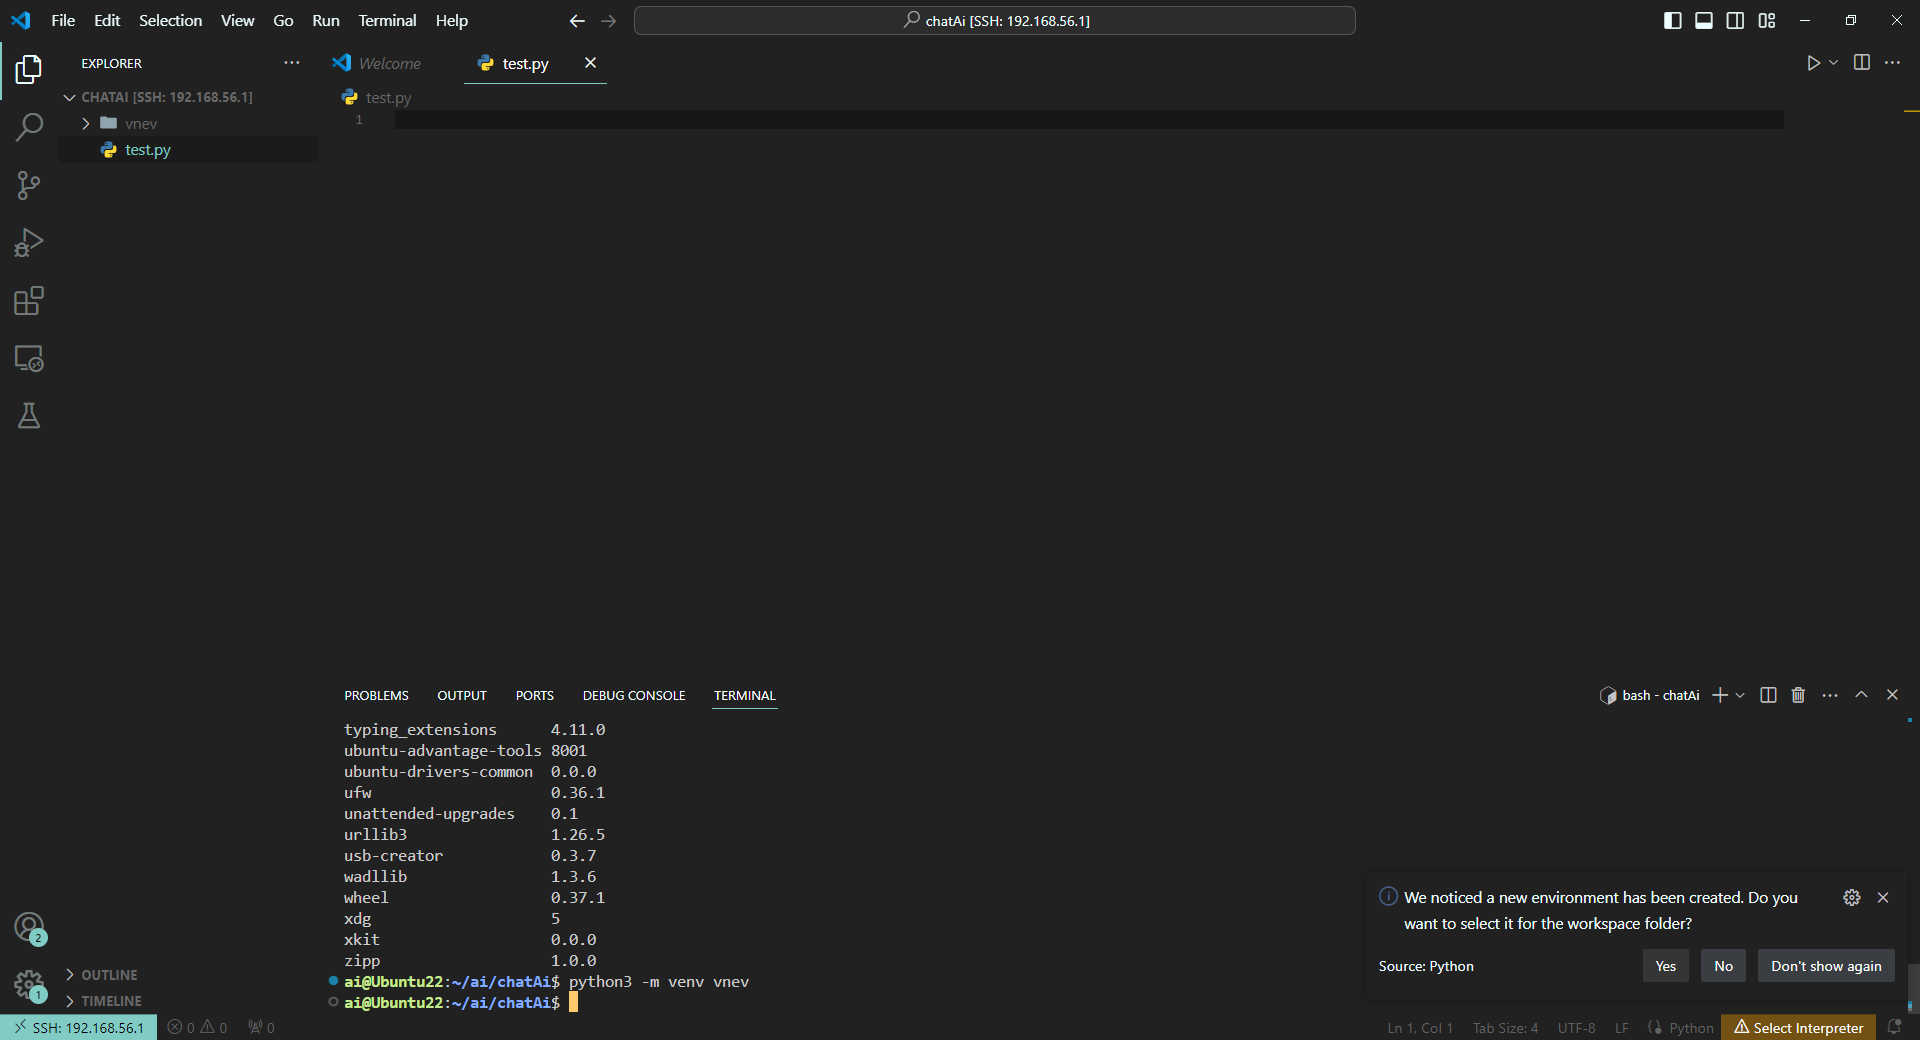 File Edit Selection View Go Run Terminal Help
chatAi [SSH: 192.168.56.1]
EXPLORER
Welcome
test.py
CHATAI [SSH: 192.168.56.1]
vnev
test.py
test.py
1
PROBLEMS OUTPUT PORTS DEBUG CONSOLE TERMINAL
bash - chatAi
typing_extensions 4.11.0
ubuntu-advantage-tools 8001
ubuntu-drivers-common 0.0.0
ufw 0.36.1
unattended-upgrades 0.1
urllib3 1.26.5
usb-creator 0.3.7
wadllib 1.3.6
wheel 0.37.1
xdg 5
xkit 0.0.0
zipp 1.0.0
ai@Ubuntu22:~/ai/chatAi$ python3 -m venv vnev
ai@Ubuntu22:~/ai/chatAi$
We noticed a new environment has been created. Do you
want to select it for the workspace folder?
Source: Python
Yes No Don't show again
2
1
OUTLINE
TIMELINE
SSH: 192.168.56.1 0 0 0
Ln 1, Col 1 Tab Size: 4 UTF-8 LF Python Select Interpreter